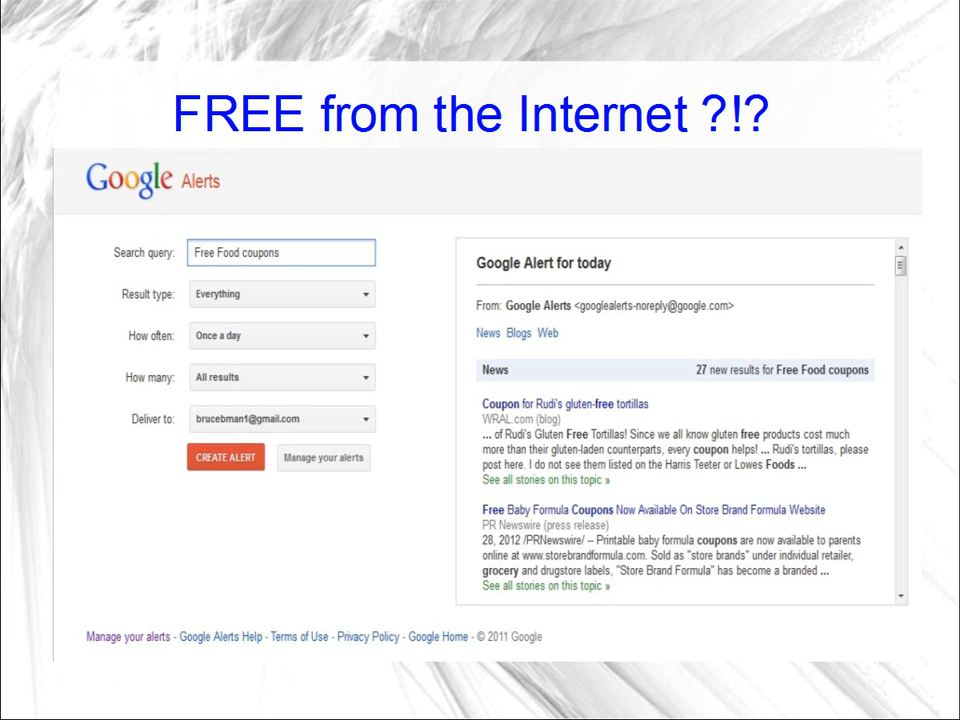 FREE from the Internet ?!?
Google Alerts
Search query: Free Food coupons
Result type: Everything
How often: Once a day
How many: All results
Deliver to: brucebman1@gmail.com
CREATE ALERT Manage your alerts
Google Alert for today
From: Google Alerts <googlealerts-noreply@google.com>
News Blogs Web
News 27 new results for Free Food coupons
Coupon for Rudi's gluten-free tortillas
WRAL.com (blog)
... of Rudi's Gluten Free Tortillas! Since we all know gluten free products cost much
more than their gluten-laden counterparts, every coupon helps! ... Rudi's tortillas, please
post here. I do not see them listed on the Harris Teeter or Lowes Foods ...
See all stories on this topic »
Free Baby Formula Coupons Now Available On Store Brand Formula Website
PR Newswire (press release)
28, 2012 /PRNewswire/ -- Printable baby formula coupons are now available to parents
online at www.storebrandformula.com. Sold as "store brands" under individual retailer,
grocery and drugstore labels, "Store Brand Formula" has become a branded ...
See all stories on this topic »
Manage your alerts - Google Alerts Help - Terms of Use - Privacy Policy - Google Home - © 2011 Google